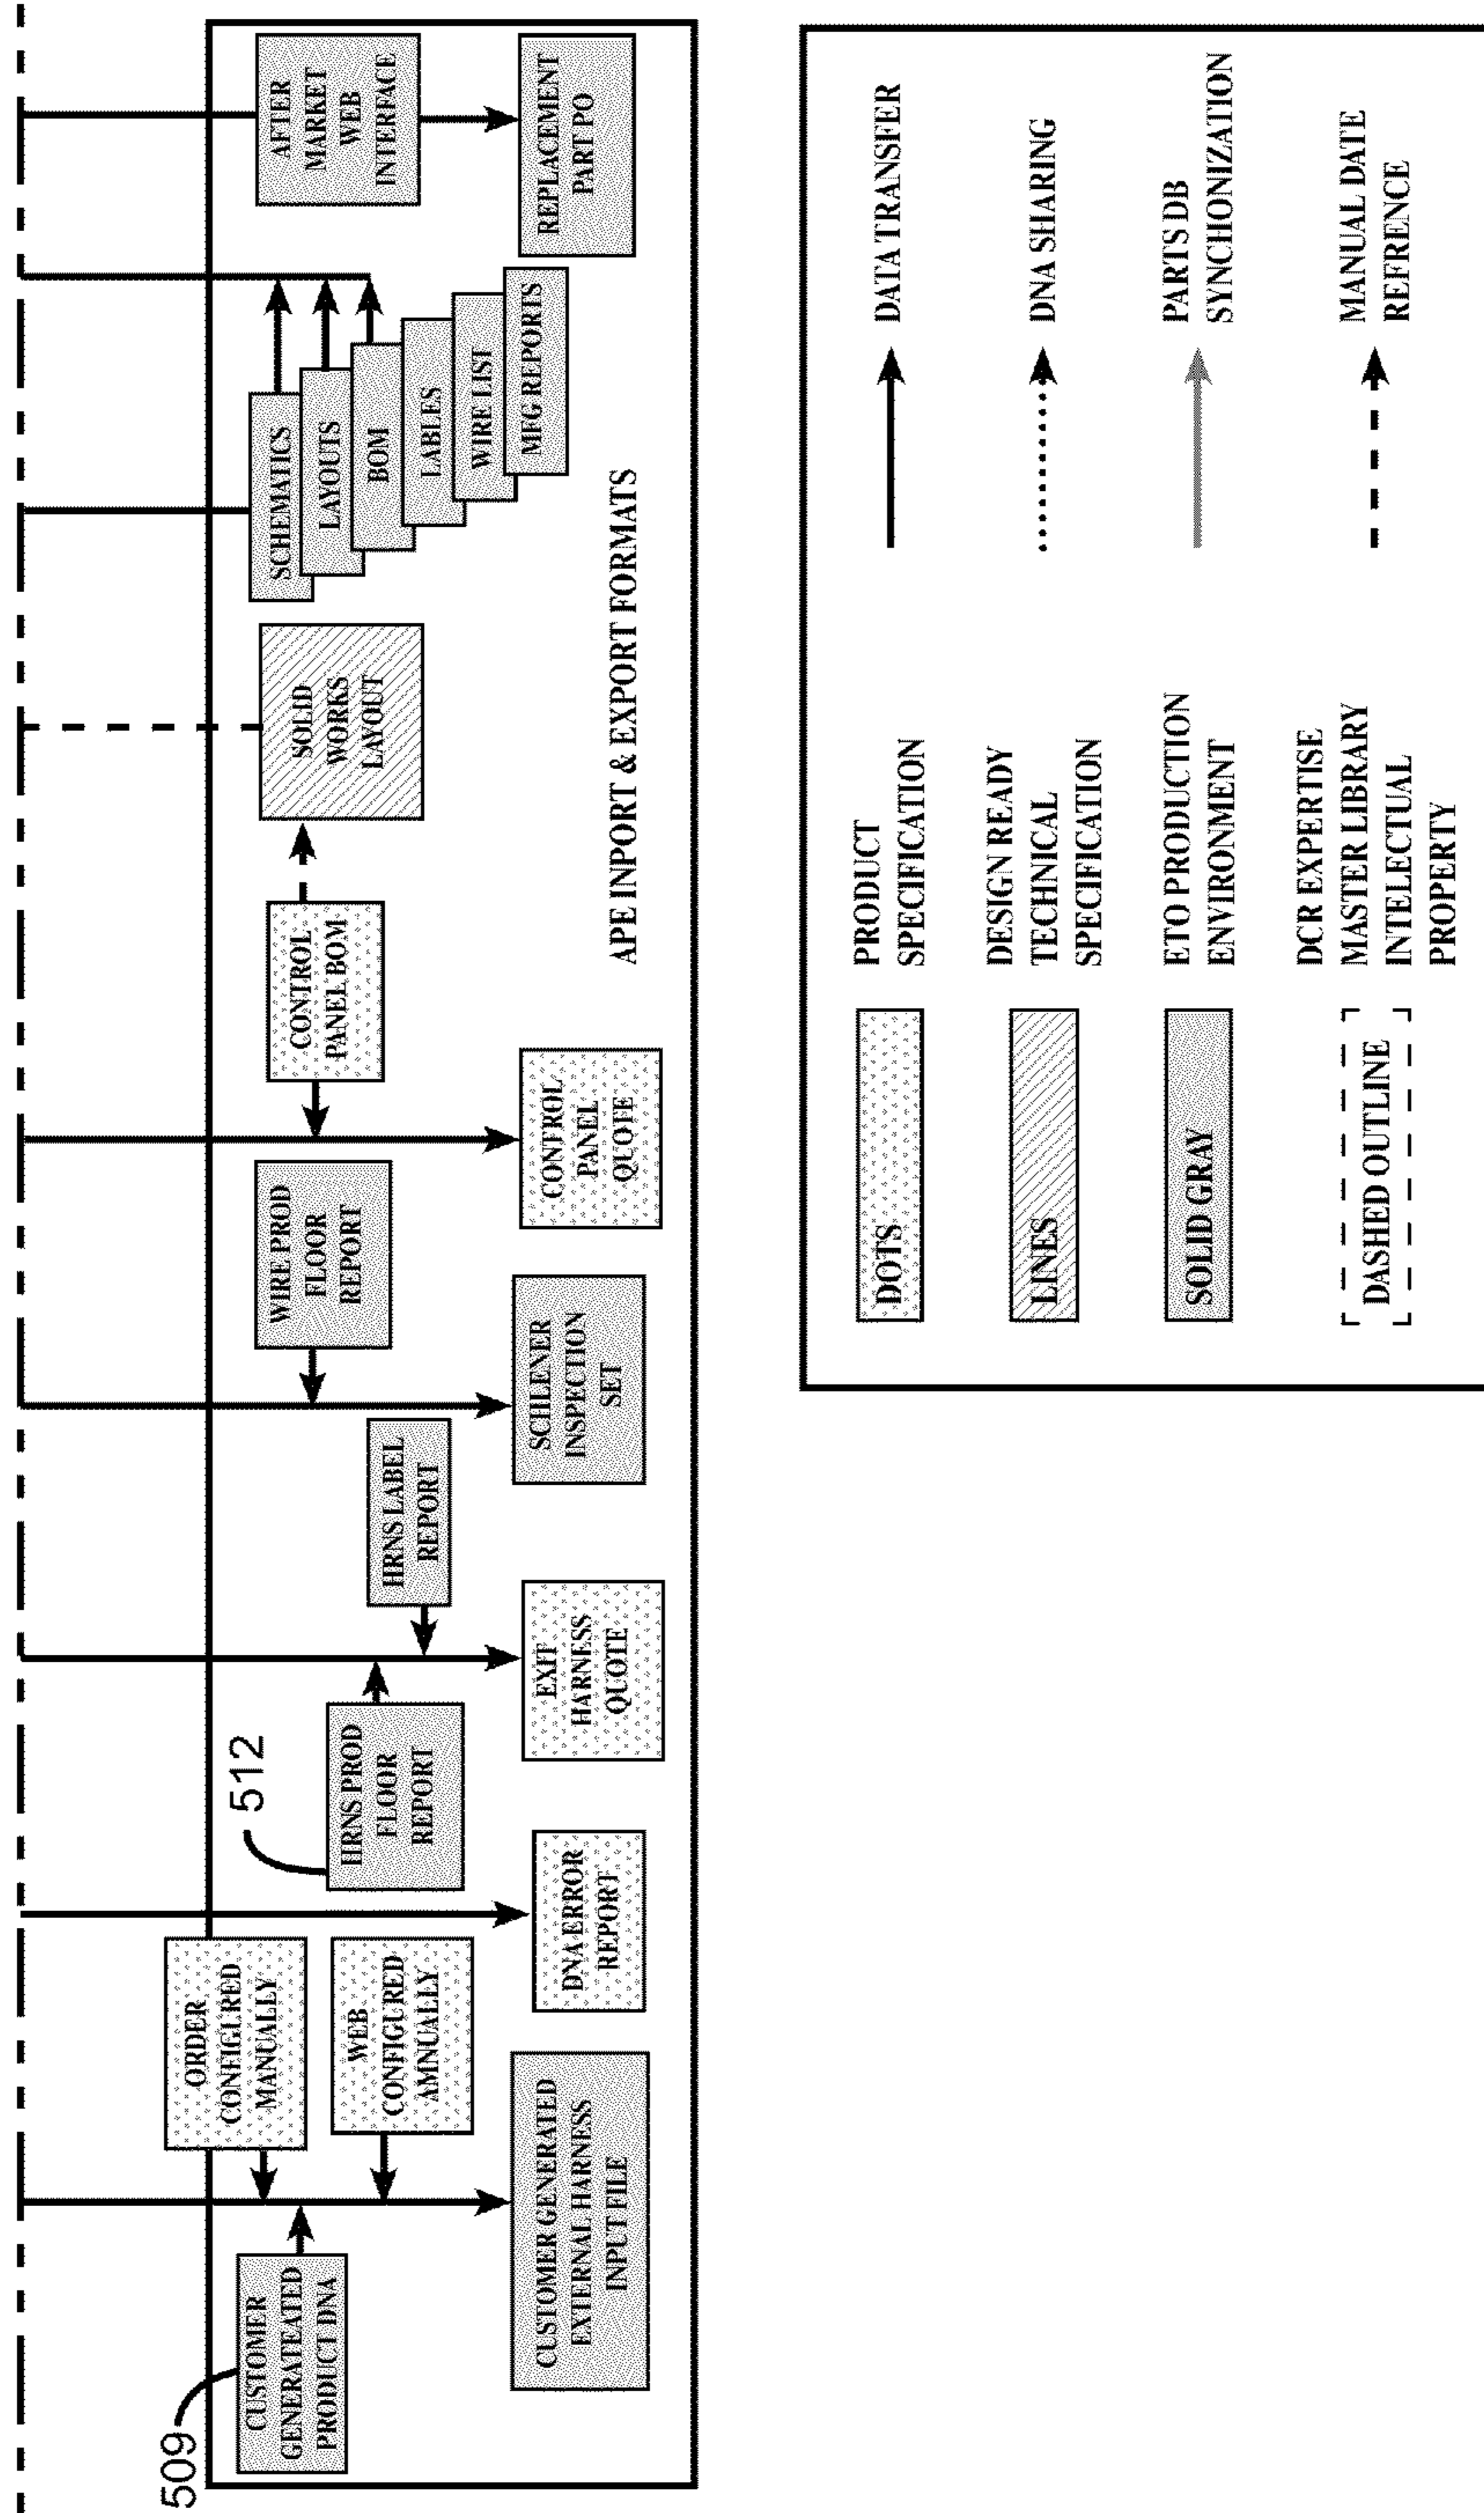 509
CUSTOMER
GENERATEATED
PRODUCT DNA
ORDER
CONFIGURED
MANUALLY
WEB
CONFIGURED
AMNUALLY
CUSTOMER GENERATED
EXTERNAL HARNESS
INPUT FILE
DNA ERROR
REPORT
512
HRNS PROD
FLOOR
REPORT
HRNS LABEL
REPORT
HARNESS
QUOTE
WIRE PROD
FLOOR
REPORT
SCHLENER
INSPECTION
SET
CONTROL
PANEL BOM
CONTROL
PANEL
QUOTE
SOLID
WORKS
LAYOUT
SCHEMATICS
LAYOUTS
BOM
LABLES
WIRE LIST
MFG REPORTS
AFTER
MARKET
WEB
INTERFACE
REPLACEMENT
PART PO
APE INPORT & EXPORT FORMATS
DOTS
PRODUCT
SPECIFICATION
LINES
DESIGN READY
TECHNICAL
SPECIFICATION
SOLID GRAY
ETO PRODUCTION
ENVIRONMENT
DASHED OUTLINE
DCR EXPERTISE
MASTER LIBRARY
INTELECTUAL
PROPERTY
DATA TRANSFER
DNA SHARING
PARTS DB
SYNCHONIZATION
MANUAL DATE
REFRENCE